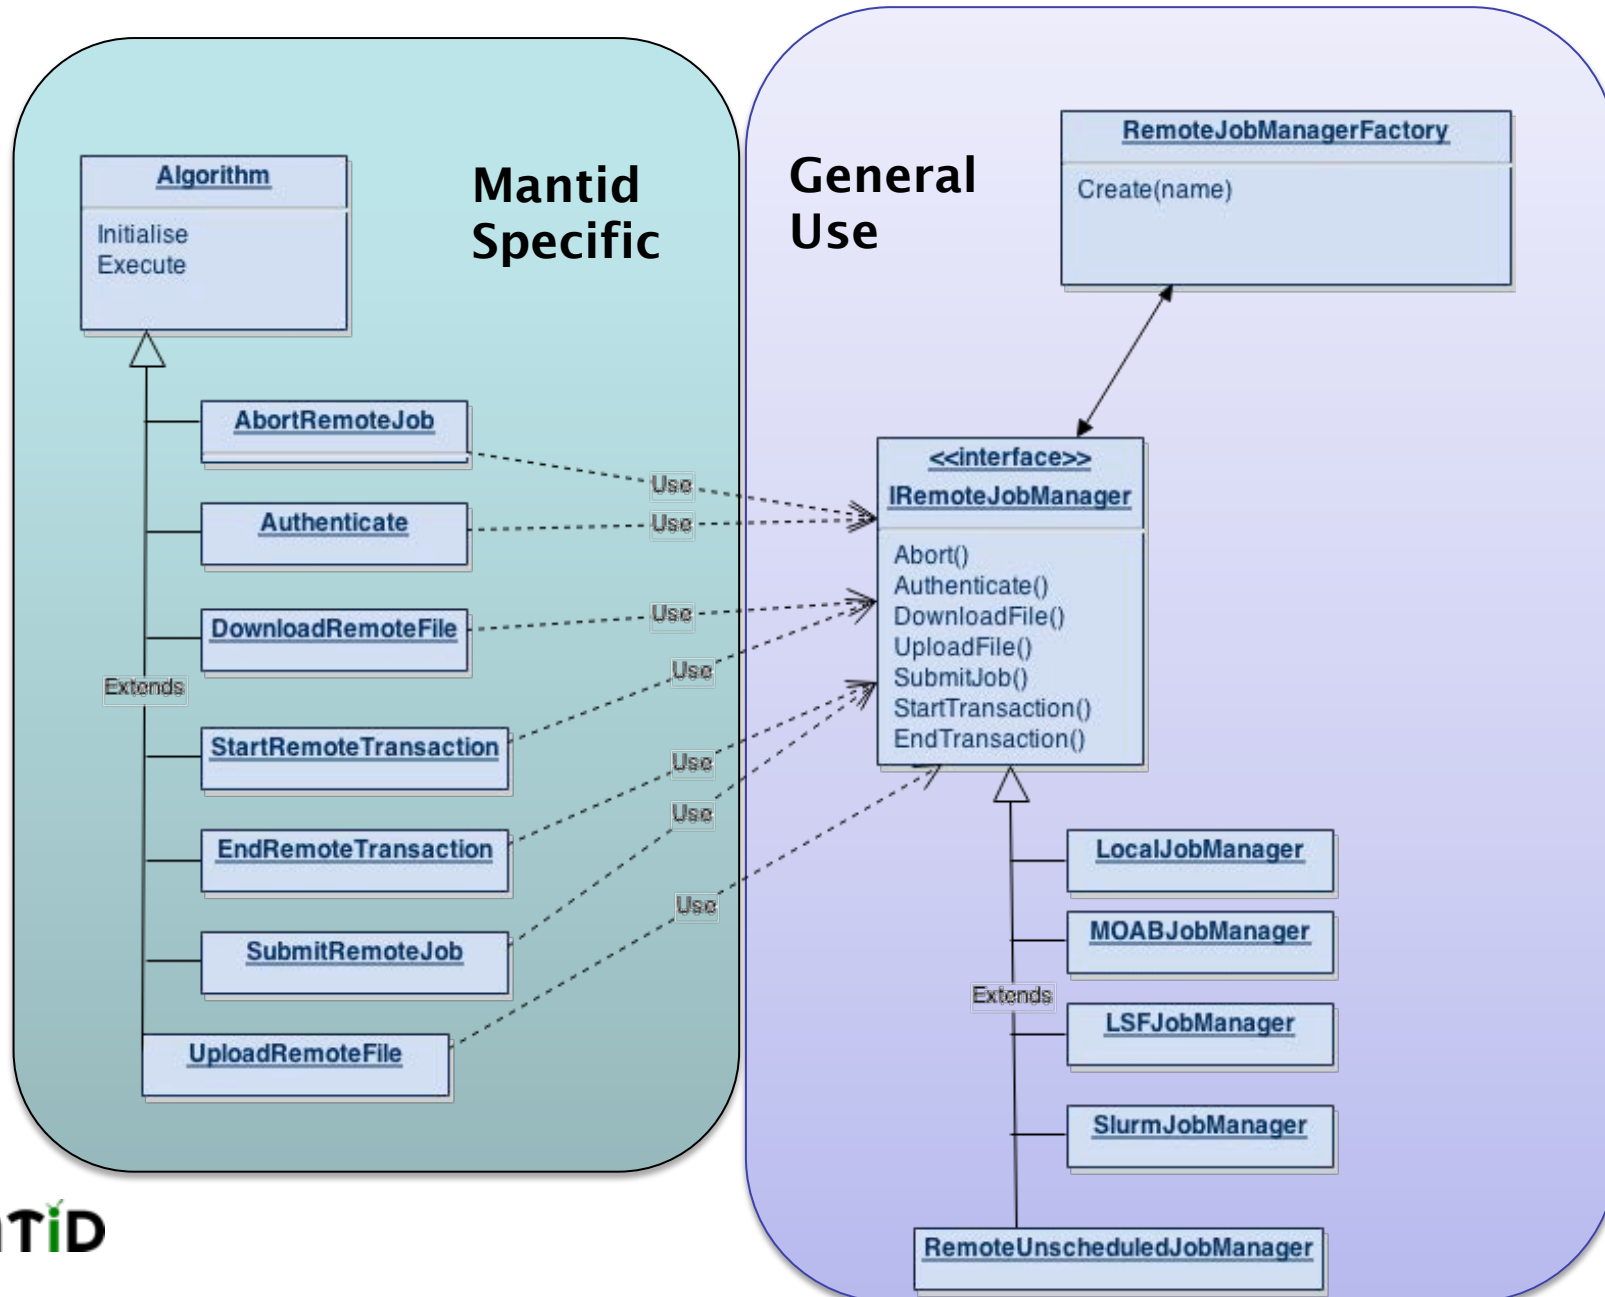 Mantid
Specific
Algorithm
Initialise
Execute
AbortRemoteJob
Authenticate
DownloadRemoteFile
Extends
StartRemoteTransaction
EndRemoteTransaction
SubmitRemoteJob
UploadRemoteFile
Use
Use
Use
Use
Use
Use
Use
General
Use
RemoteJobManagerFactory
Create(name)
<<interface>>
IRemoteJobManager
Abort()
Authenticate()
DownloadFile()
UploadFile()
SubmitJob()
StartTransaction()
EndTransaction()
LocalJobManager
MOABJobManager
Extends
LSFJobManager
SlurmJobManager
RemoteUnscheduledJobManager
TiD